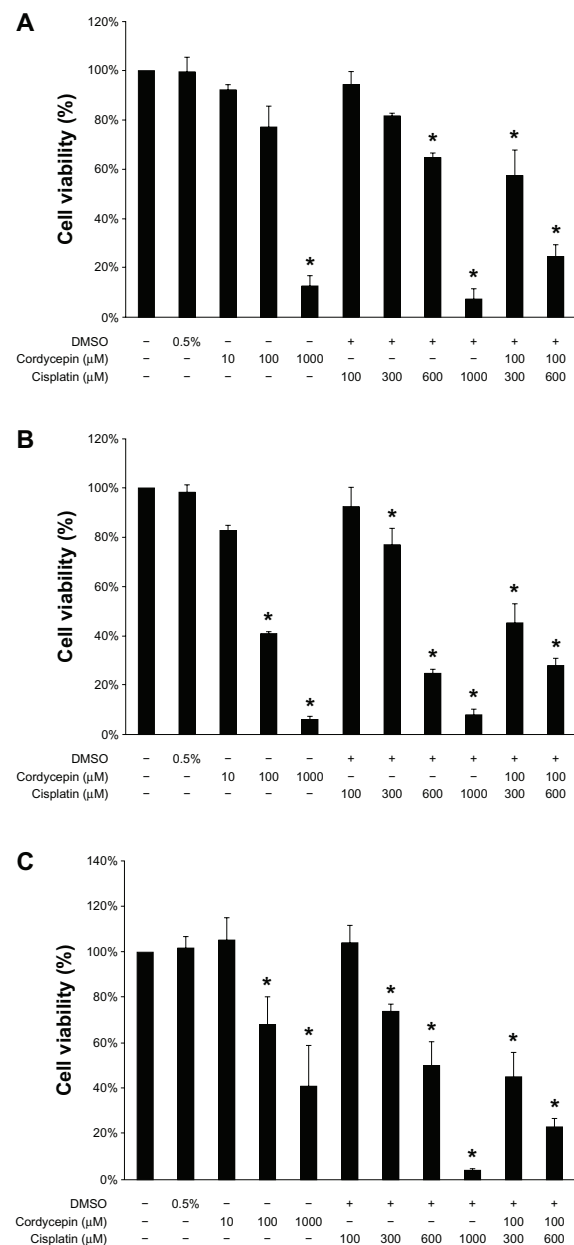 A
120%
100%
80%
60%
40%
20%
0%
Cell viability (%)
* * * * *
DMSO – 0.5% – – – + + + + + +
Cordycepin (µM) – – 10 100 1000 – – – – 100 100
Cisplatin (µM) – – – – – 100 300 600 1000 300 600
B
120%
100%
80%
60%
40%
20%
0%
Cell viability (%)
* * * * * * *
DMSO – 0.5% – – – + + + + + +
Cordycepin (µM) – – 10 100 1000 – – – – 100 100
Cisplatin (µM) – – – – – 100 300 600 1000 300 600
C
140%
120%
100%
80%
60%
40%
20%
0%
Cell viability (%)
* * * * * * *
DMSO – 0.5% – – – + + + + + +
Cordycepin (µM) – – 10 100 1000 – – – – 100 100
Cisplatin (µM) – – – – – 100 300 600 1000 300 600